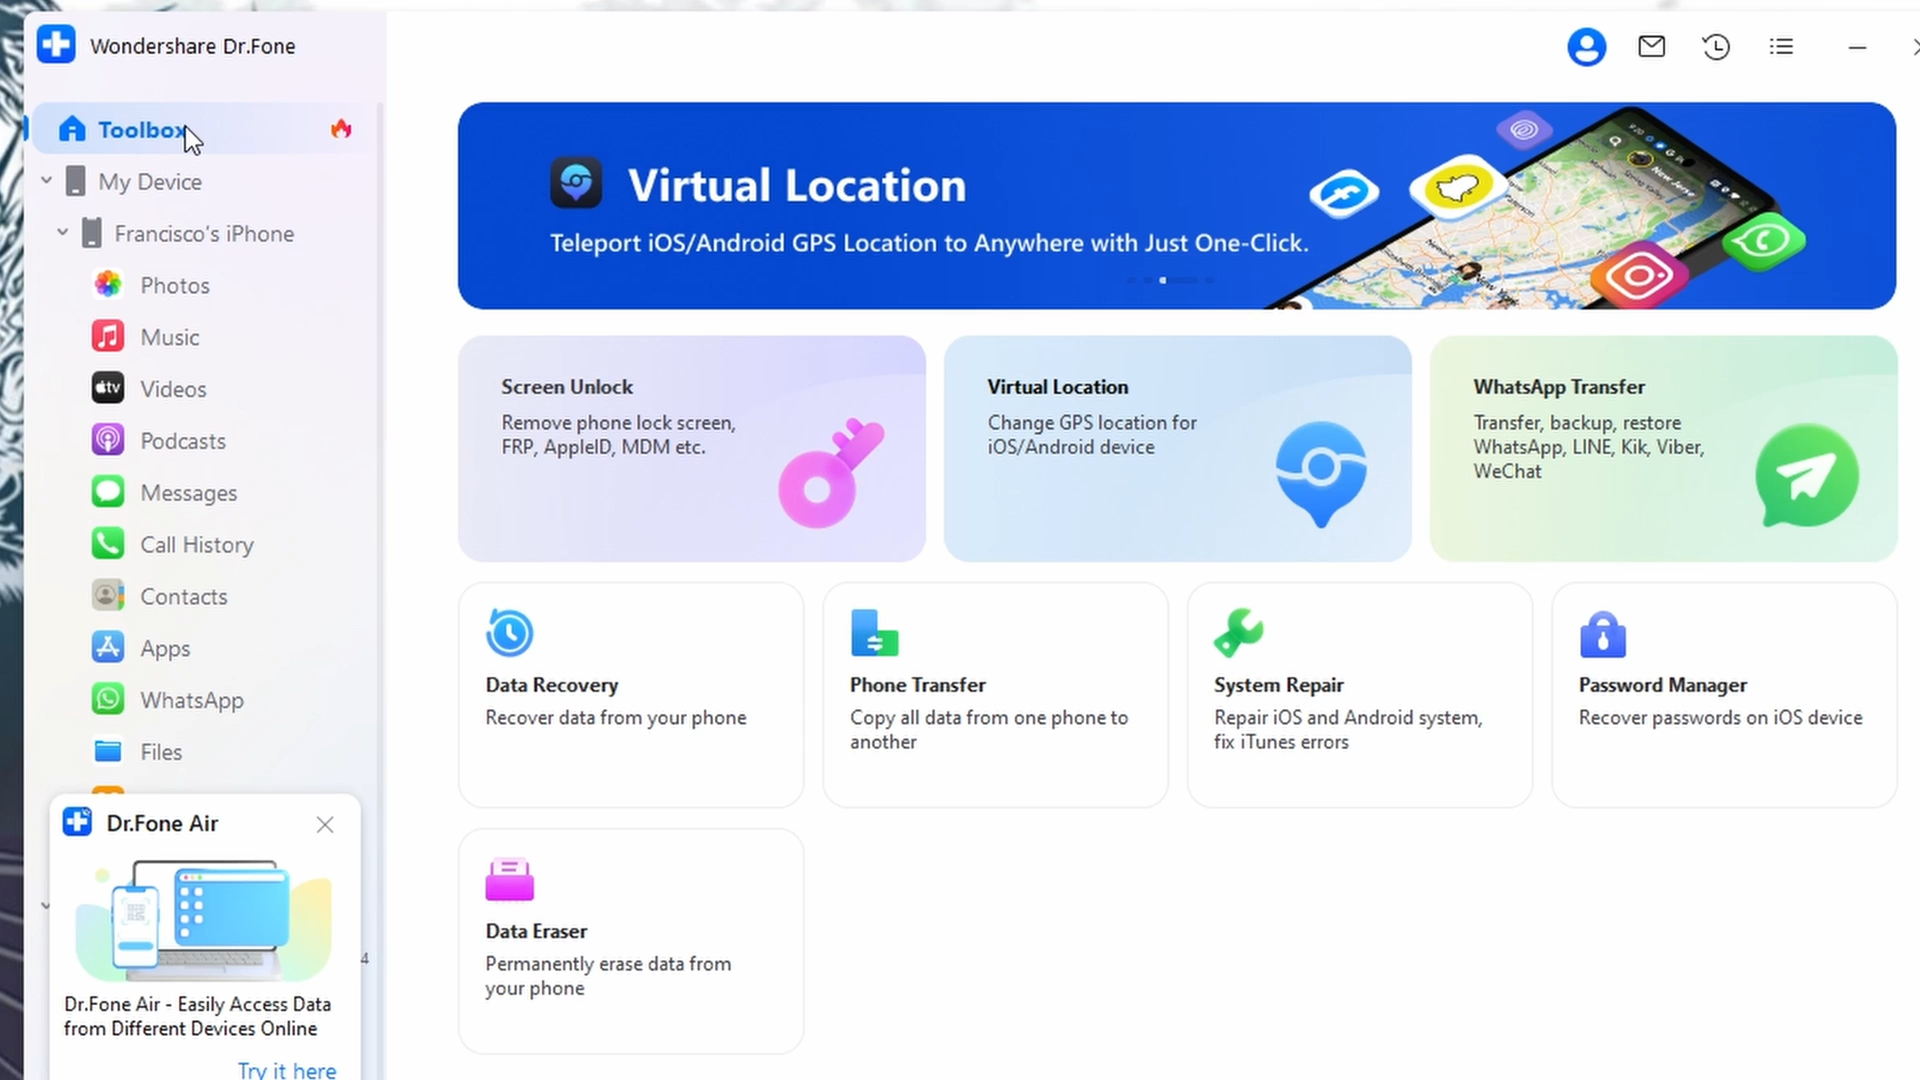 Wondershare Dr.Fone
Toolbox
My Device
Francisco's iPhone
Photos
Music
tv
Videos
Podcasts
Messages
Call History
Contacts
Apps
WhatsApp
Files
4
Dr.Fone Air
Dr.Fone Air - Easily Access Data
from Different Devices Online
Try it here
Virtual Location
Teleport iOS/Android GPS Location to Anywhere with Just One-Click.
Screen Unlock
Remove phone lock screen,
FRP, AppleID, MDM etc.
Virtual Location
Change GPS location for
iOS/Android device
WhatsApp Transfer
Transfer, backup, restore
WhatsApp, LINE, Kik, Viber,
WeChat
Data Recovery
Recover data from your phone
Phone Transfer
Copy all data from one phone to
another
System Repair
Repair iOS and Android system,
fix iTunes errors
Password Manager
Recover passwords on iOS device
Data Eraser
Permanently erase data from
your phone